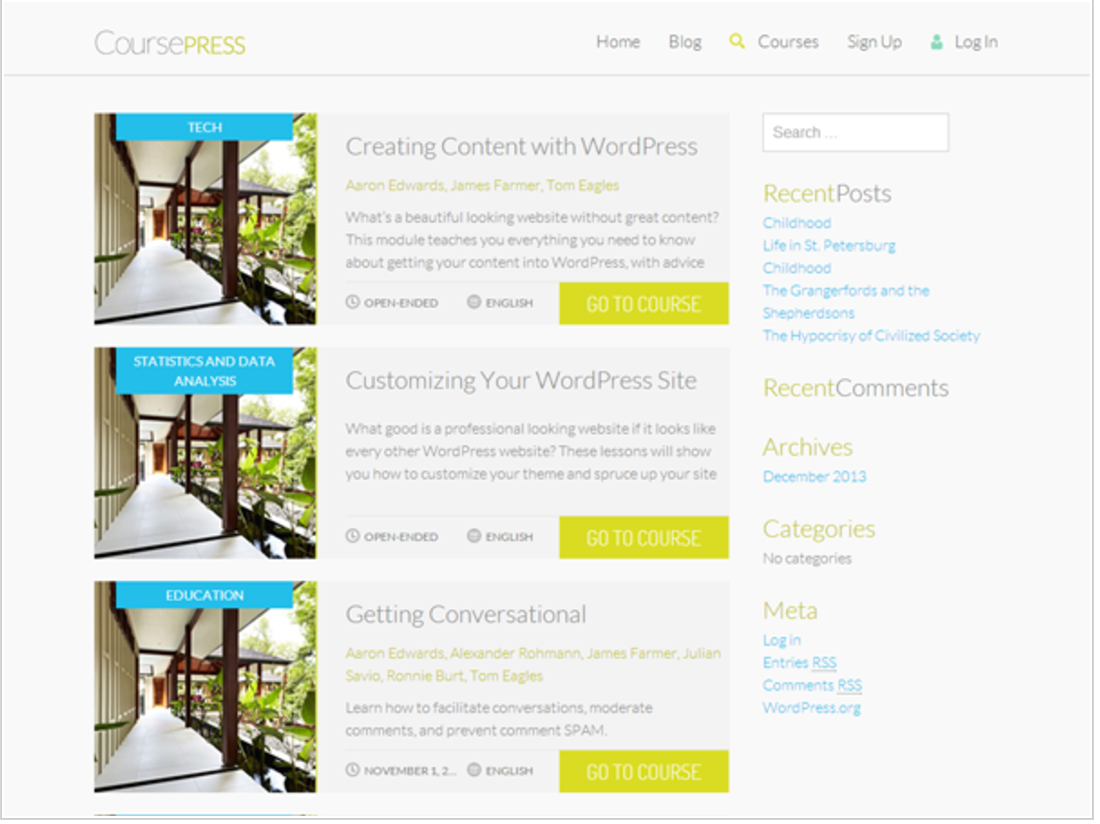 CoursePRESS
Home Blog Courses Sign Up Log In
TECH
Creating Content with WordPress
Aaron Edwards, James Farmer, Tom Eagles
What's a beautiful looking website without great content?
This module teaches you everything you need to know
about getting your content into WordPress, with advice
OPEN-ENDED ENGLISH GO TO COURSE
STATISTICS AND DATA
ANALYSIS
Customizing Your WordPress Site
What good is a professional looking website if it looks like
every other WordPress website? These lessons will show
you how to customize your theme and spruce up your site
OPEN-ENDED ENGLISH GO TO COURSE
EDUCATION
Getting Conversational
Aaron Edwards, Alexander Rohmann, James Farmer, Julian
Savio, Ronnie Burt, Tom Eagles
Learn how to facilitate conversations, moderate
comments, and prevent comment SPAM.
NOVEMBER 1, 2... ENGLISH GO TO COURSE
Search ...
RecentPosts
Childhood
Life in St. Petersburg
Childhood
The Grangerfords and the
Shepherdsons
The Hypocrisy of Civilized Society
RecentComments
Archives
December 2013
Categories
No categories
Meta
Log in
Entries RSS
Comments RSS
WordPress.org